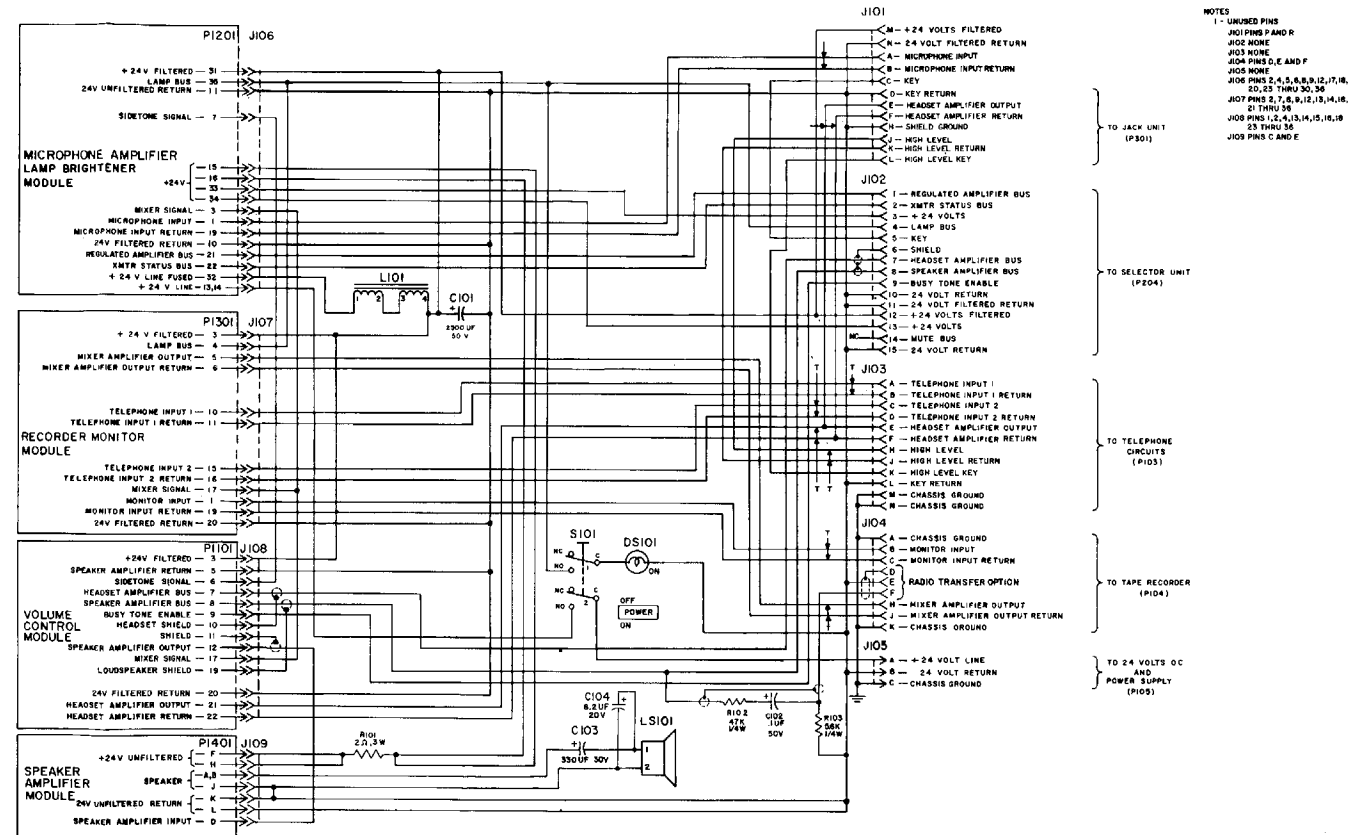 MICROPHONE AMPLIFIER
LAMP BRIGHTENER
MODULE
P1201 J106
+24V FILTERED — 31
LAMP BUS — 36
24V UNFILTERED RETURN — 11
SIDETONE SIGNAL — 7
+24V
15
16
33
34
MIXER SIGNAL — 3
MICROPHONE INPUT — 1
MICROPHONE INPUT RETURN — 19
24V FILTERED RETURN — 10
REGULATED AMPLIFIER BUS — 21
XMTR STATUS BUS — 22
+ 24 V LINE FUSED — 32
+ 24 V LINE — 13,14
RECORDER MONITOR
MODULE
P1301 J107
+ 24 V FILTERED — 3
LAMP BUS — 4
MIXER AMPLIFIER OUTPUT — 5
MIXER AMPLIFIER OUTPUT RETURN — 6
TELEPHONE INPUT 1 — 10
TELEPHONE INPUT 1 RETURN — 11
TELEPHONE INPUT 2 — 15
TELEPHONE INPUT 2 RETURN — 16
MIXER SIGNAL — 17
MONITOR INPUT — 1
MONITOR INPUT RETURN — 19
24V FILTERED RETURN — 20
VOLUME
CONTROL
MODULE
P1101 J108
+24V FILTERED — 3
SPEAKER AMPLIFIER RETURN — 5
SIDETONE SIGNAL — 6
HEADSET AMPLIFIER BUS — 7
SPEAKER AMPLIFIER BUS — 8
BUSY TONE ENABLE — 9
HEADSET SHIELD — 10
SHIELD — 11
SPEAKER AMPLIFIER OUTPUT — 12
MIXER SIGNAL — 17
LOUDSPEAKER SHIELD — 19
24V FILTERED RETURN — 20
HEADSET AMPLIFIER OUTPUT — 21
HEADSET AMPLIFIER RETURN — 22
SPEAKER
AMPLIFIER
MODULE
P1401 J109
+24V UNFILTERED
F
H
SPEAKER
A,B
J
24V UNFILTERED RETURN
K
L
SPEAKER AMPLIFIER INPUT — D
L101
1 2 3 4
C101
+
2900 UF
50 V
S101
NC
NO
C
1
NC
NO
C
2
DS101
ON
OFF
POWER
ON
R101
2Ω,3W
C104
6.2UF
20V
+
C103
+
330UF 30V
LS101
1
2
R102
47K
1/4W
+
C102
.1UF
50V
R103
56K
1/4W
J101
M — +24 VOLTS FILTERED
N — 24 VOLT FILTERED RETURN
A — MICROPHONE INPUT
B — MICROPHONE INPUT RETURN
C — KEY
D — KEY RETURN
E — HEADSET AMPLIFIER OUTPUT
F — HEADSET AMPLIFIER RETURN
H — SHIELD GROUND
J — HIGH LEVEL
K — HIGH LEVEL RETURN
L — HIGH LEVEL KEY
TO JACK UNIT
(P301)
J102
1 — REGULATED AMPLIFIER BUS
2 — XMTR STATUS BUS
3 — + 24 VOLTS
4 — LAMP BUS
5 — KEY
6 — SHIELD
7 — HEADSET AMPLIFIER BUS
8 — SPEAKER AMPLIFIER BUS
9 — BUSY TONE ENABLE
10 — 24 VOLT RETURN
11 — 24 VOLT FILTERED RETURN
12 — +24 VOLTS FILTERED
13 — +24 VOLTS
NC 14 — MUTE BUS
15 — 24 VOLT RETURN
TO SELECTOR UNIT
(P204)
T T
J103
A — TELEPHONE INPUT 1
B — TELEPHONE INPUT 1 RETURN
C — TELEPHONE INPUT 2
D — TELEPHONE INPUT 2 RETURN
E — HEADSET AMPLIFIER OUTPUT
F — HEADSET AMPLIFIER RETURN
H — HIGH LEVEL
J — HIGH LEVEL RETURN
K — HIGH LEVEL KEY
L — KEY RETURN
M — CHASSIS GROUND
N — CHASSIS GROUND
T T
TO TELEPHONE
CIRCUITS
(P103)
J104
A — CHASSIS GROUND
B — MONITOR INPUT
C — MONITOR INPUT RETURN
D
E
F
RADIO TRANSFER OPTION
H — MIXER AMPLIFIER OUTPUT
J — MIXER AMPLIFIER OUTPUT RETURN
K — CHASSIS GROUND
T
T
TO TAPE RECORDER
(P104)
J105
A — +24 VOLT LINE
B — 24 VOLT RETURN
C — CHASSIS GROUND
TO 24 VOLTS DC
AND
POWER SUPPLY
(P105)
NOTES
1 - UNUSED PINS
J101 PINS P AND R
J102 NONE
J103 NONE
J104 PINS D, E AND F
J105 NONE
J106 PINS 2,4,5,6,8,9,12,17,18,
20,23 THRU 30,35
J107 PINS 2,7,8,9,12,13,14,18,
21 THRU 36
J108 PINS 1,2,4,13,14,15,16,18
23 THRU 36
J109 PINS C AND E